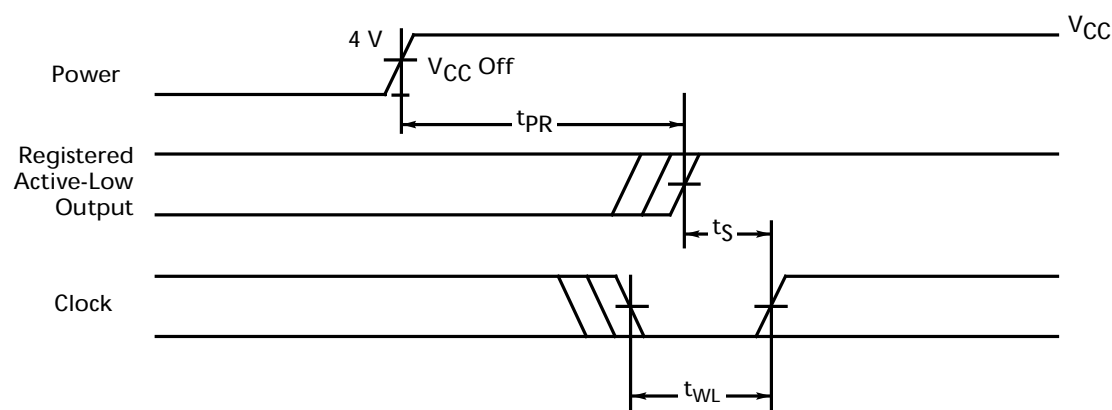 4 V
VCC
Power
VCC Off
tPR
Registered
Active-Low
Output
tS
Clock
tWL